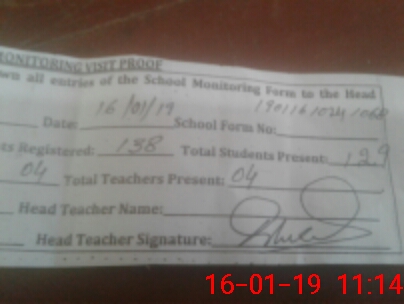 MONITORING VISIT PROOF
own all entries of the School Monitoring Form to the Head
Date: 16/01/19 School Form No:
ts Registered: 138 Total Students Present: 129
04 Total Teachers Present: 04
Head Teacher Name:
Head Teacher Signature:
16-01-19 11:14